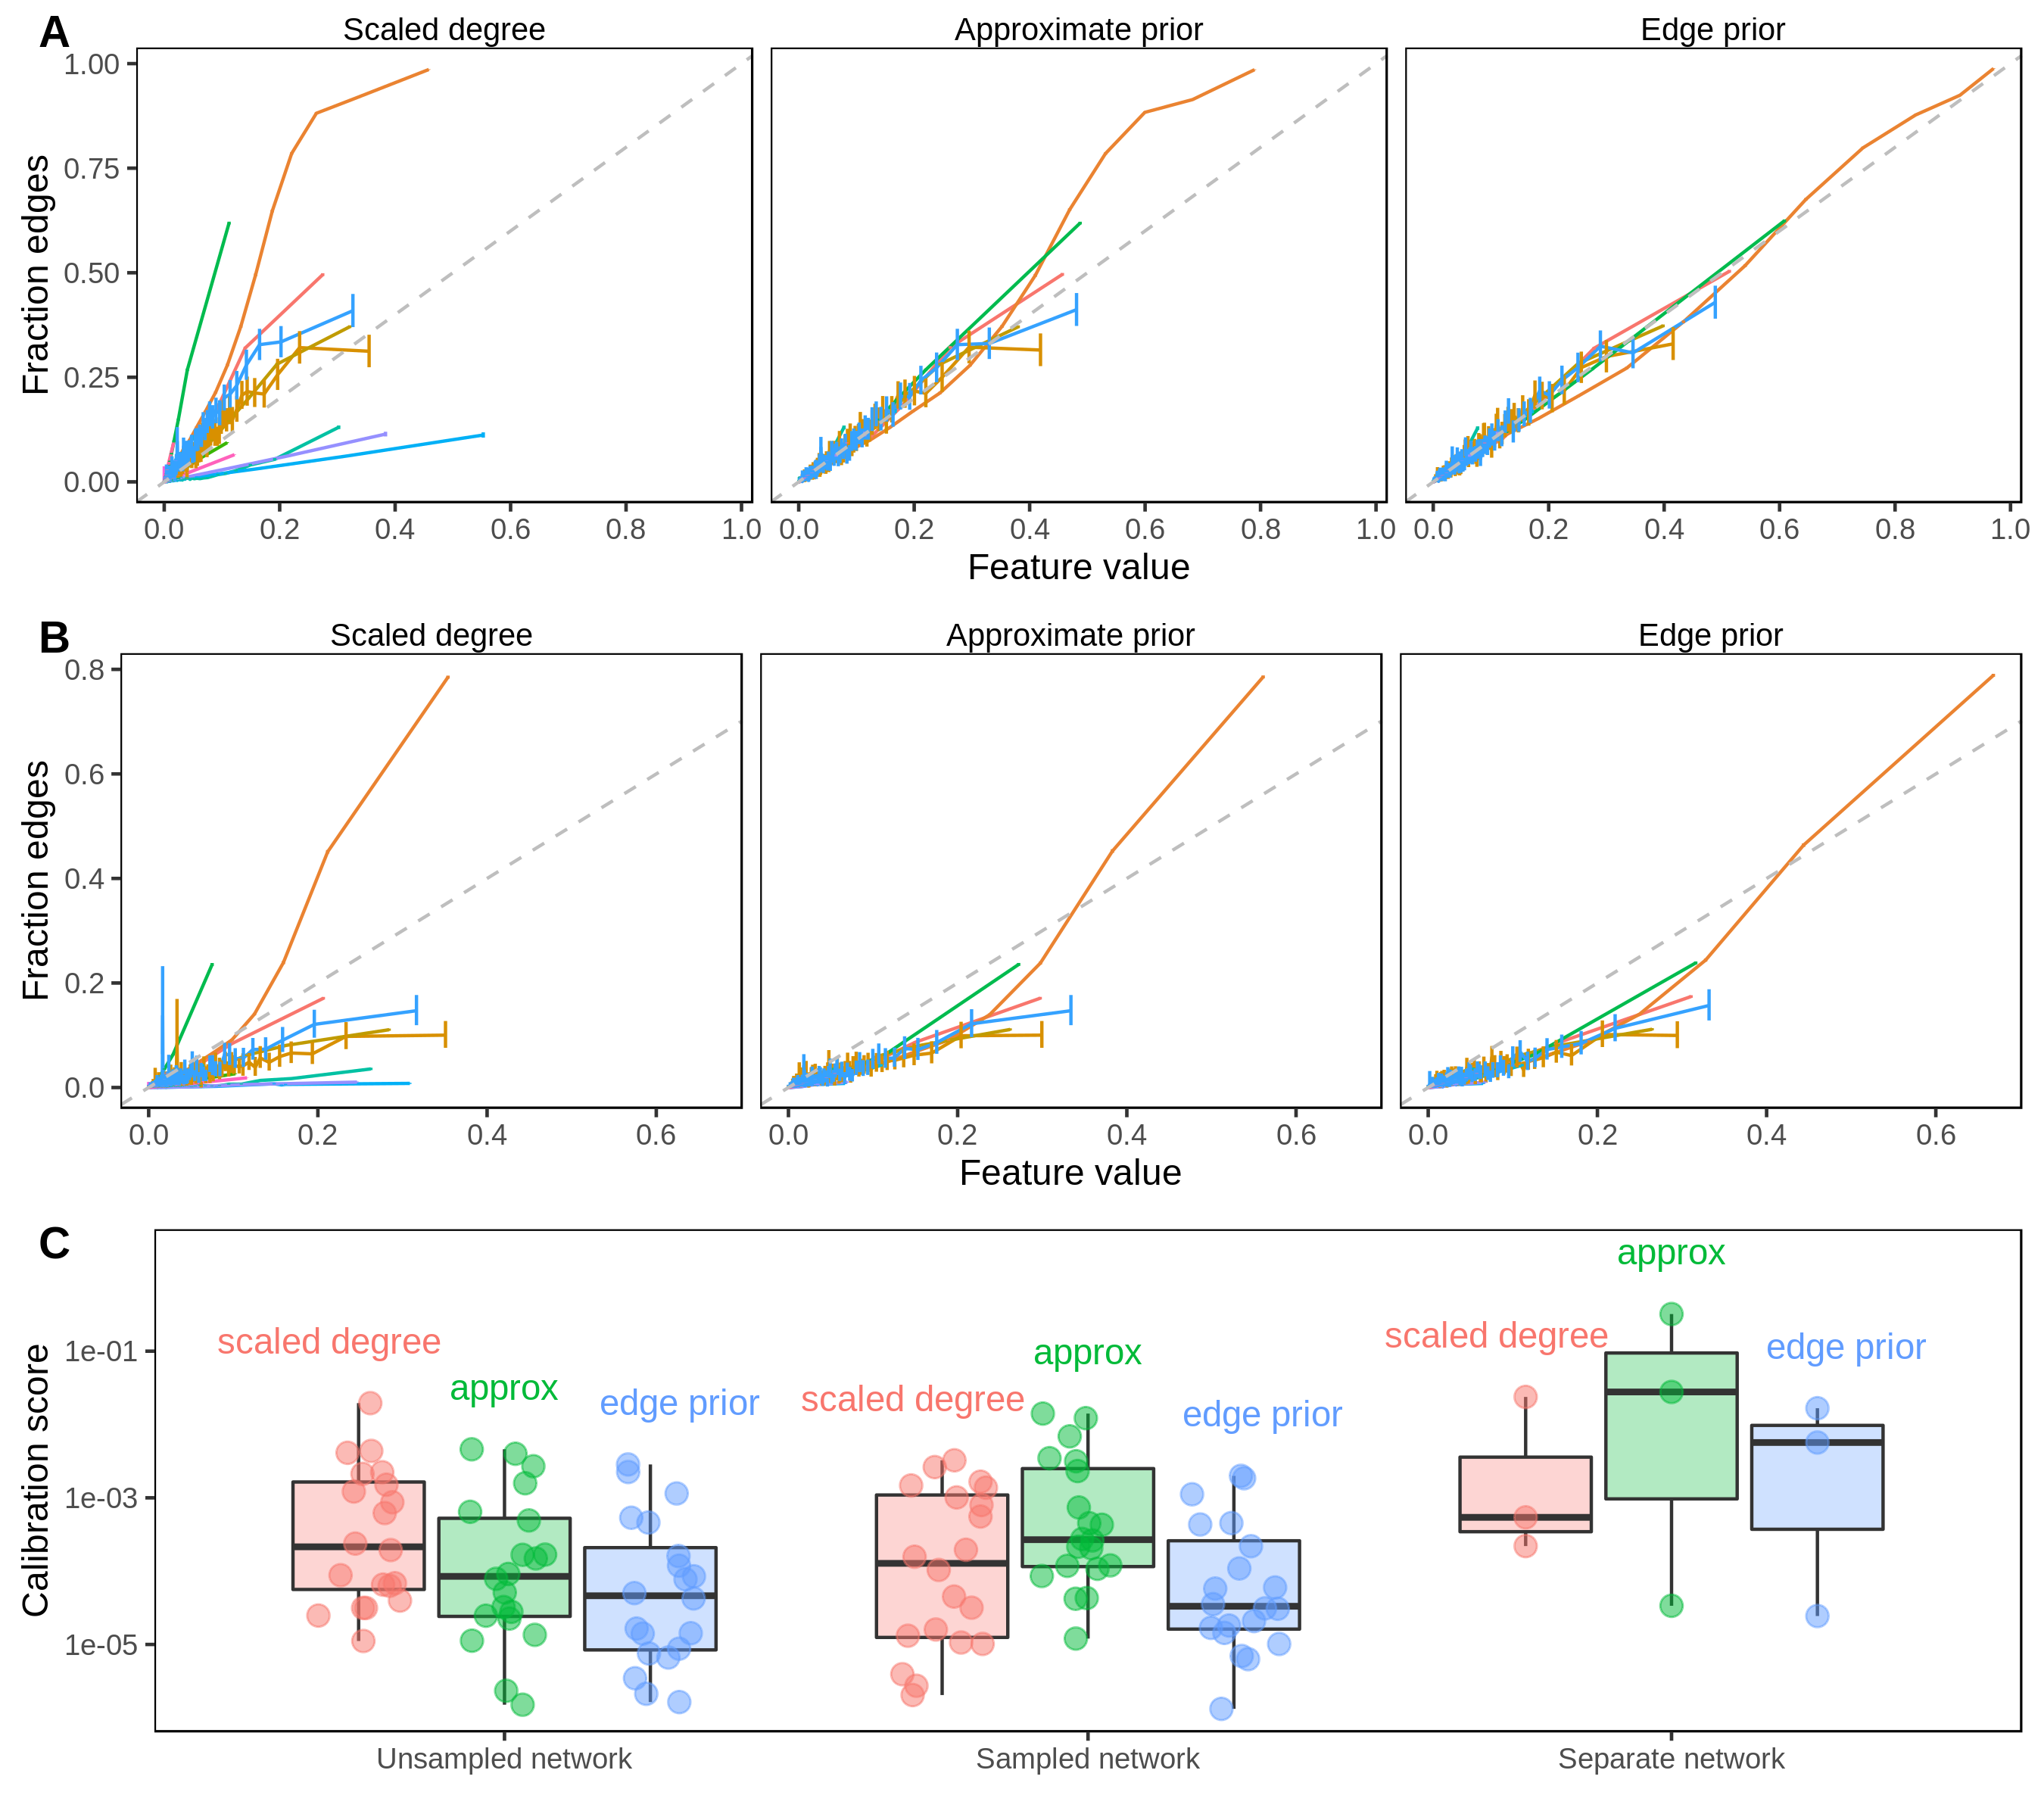 A
Scaled degree Approximate prior Edge prior
Fraction edges
1.00
0.75
0.50
0.25
0.00
0.0 0.2 0.4 0.6 0.8 1.0 0.0 0.2 0.4 0.6 0.8 1.0 0.0 0.2 0.4 0.6 0.8 1.0
Feature value
B
Scaled degree Approximate prior Edge prior
Fraction edges
0.8
0.6
0.4
0.2
0.0
0.0 0.2 0.4 0.6 0.0 0.2 0.4 0.6 0.0 0.2 0.4 0.6
Feature value
C
Calibration score
1e-01
1e-03
1e-05
scaled degree
approx
edge prior
scaled degree
approx
edge prior
scaled degree
approx
edge prior
Unsampled network Sampled network Separate network